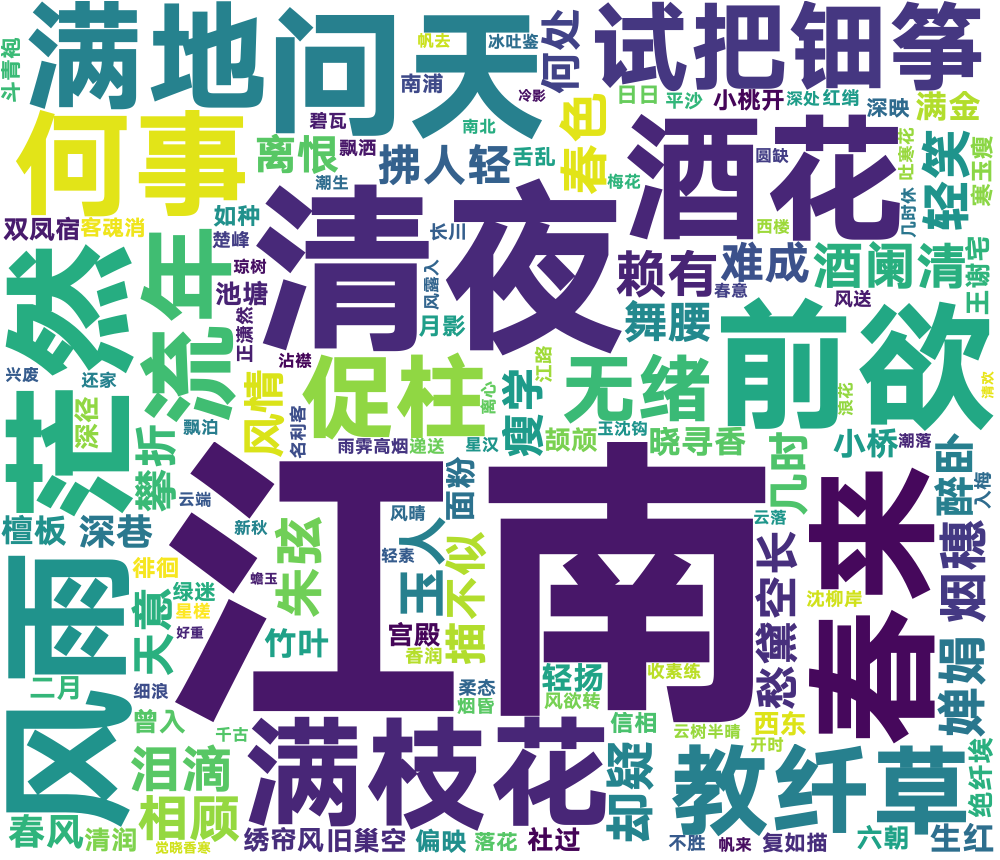 满地问天
试把钿筝
何处
帆去
冰吐鉴
斗青袍
南浦
冷影
日日
平沙
小桃开
深处
红绡
深映
满金
何事
碧瓦
南北
春色
酒花
离恨
飘洒
拂人轻
舌乱
圆缺
吐寒花
轻笑
寒玉瘦
潮生
梅花
几时休
双凤宿
客魂消
如种
清夜
西楼
楚峰
长川
赖有
难成
酒阑清
王谢宅
茫然
流年
琼树
池塘
风露入
春意
风送
月影
舞腰
前欲
正潇然
沾襟
江路
兴废
还家
促柱
无绪
清欢
深径
风情
离心
浪花
飘泊
名利客
瘦学
玉沈钩
雨霁高烟
递送
星汉
颉颃
晓寻香
几时
小桥
潮落
攀折
江南
春来
醉卧
入梅
云端
面粉
檀板
深巷
新秋
风晴
云落
烟穗
风雨
朱弦
轻素
玉人
不似
描
愁黛空长
徘徊
蟾玉
绿迷
星槎
沈柳岸
天意
好重
竹叶
宫殿
香润
婵娟
二月
细浪
柔态
轻扬
收素练
烟昏
风欲转
曾入
千古
满枝花
信相
云树半晴
西东
开时
泪滴
却疑
教纤草
绝纤埃
相顾
春风
清润
觉晓香寒
绣帘风
旧巢空
偏映
落花
社过
不胜
帆来
复如描
六朝
生红